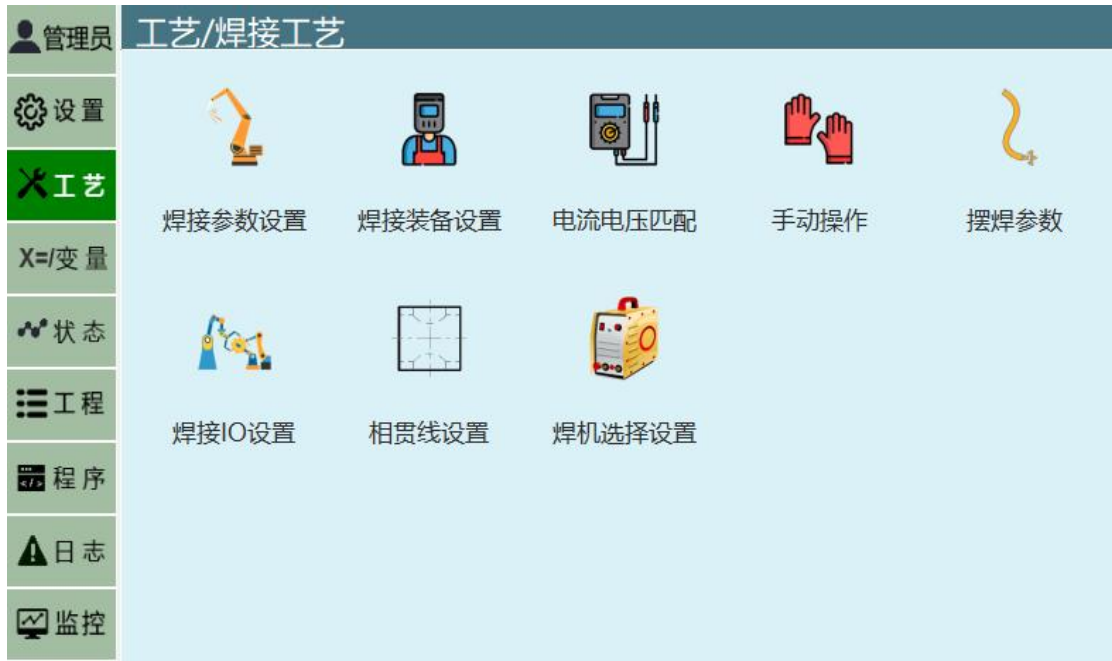 管理员
设置
工艺
X=/变量
状态
工程
程序
日志
监控
工艺/焊接工艺
焊接参数设置
焊接装备设置
电流电压匹配
手动操作
摆焊参数
焊接IO设置
相贯线设置
焊机选择设置